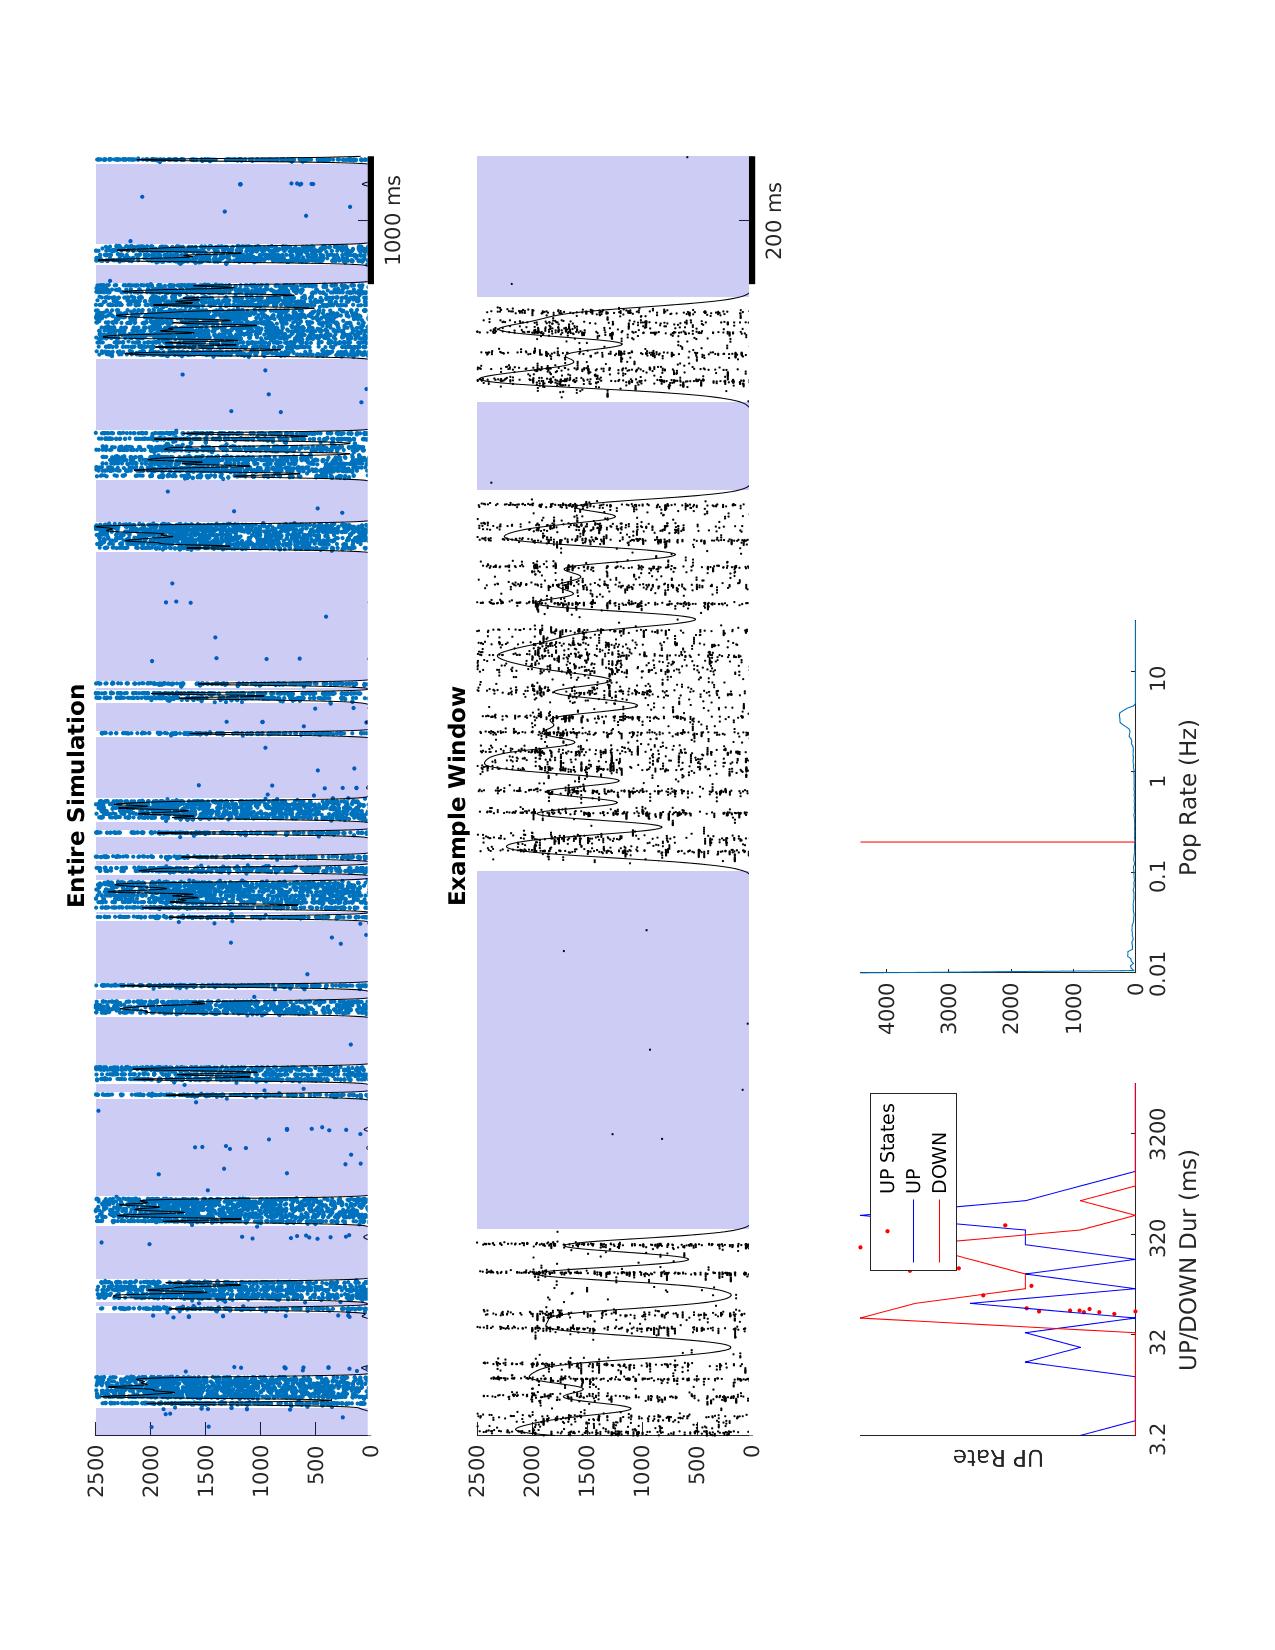 Entire Simulation
2500
2000
1500
1000
500
0
1000 ms
Example Window
2500
2000
1500
1000
500
0
200 ms
UP Rate
UP States
UP
DOWN
3.2 32 320 3200
UP/DOWN Dur (ms)
4000
3000
2000
1000
0
0.01 0.1 1 10
Pop Rate (Hz)